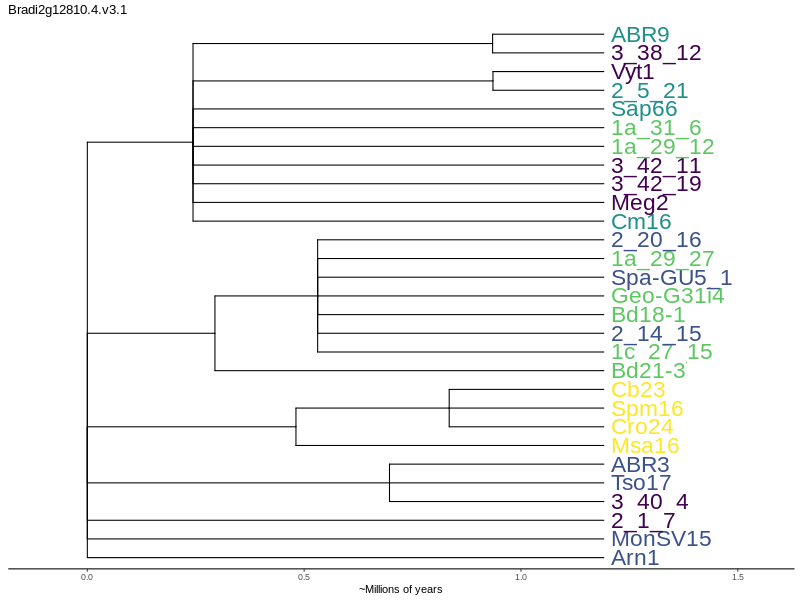 Bradi2g12810.4.v3.1
ABR9
3_38_12
Vyt1
2_5_21
Sap66
1a_31_6
1a_29_12
3_42_11
3_42_19
Meg2
Cm16
2_20_16
1a_29_27
Spa-GU5_1
Geo-G31i4
Bd18-1
2_14_15
1c_27_15
Bd21-3
Cb23
Spm16
Cro24
Msa16
ABR3
Tso17
3_40_4
2_1_7
MonSV15
Arn1
0.0 0.5 1.0 1.5
~Millions of years